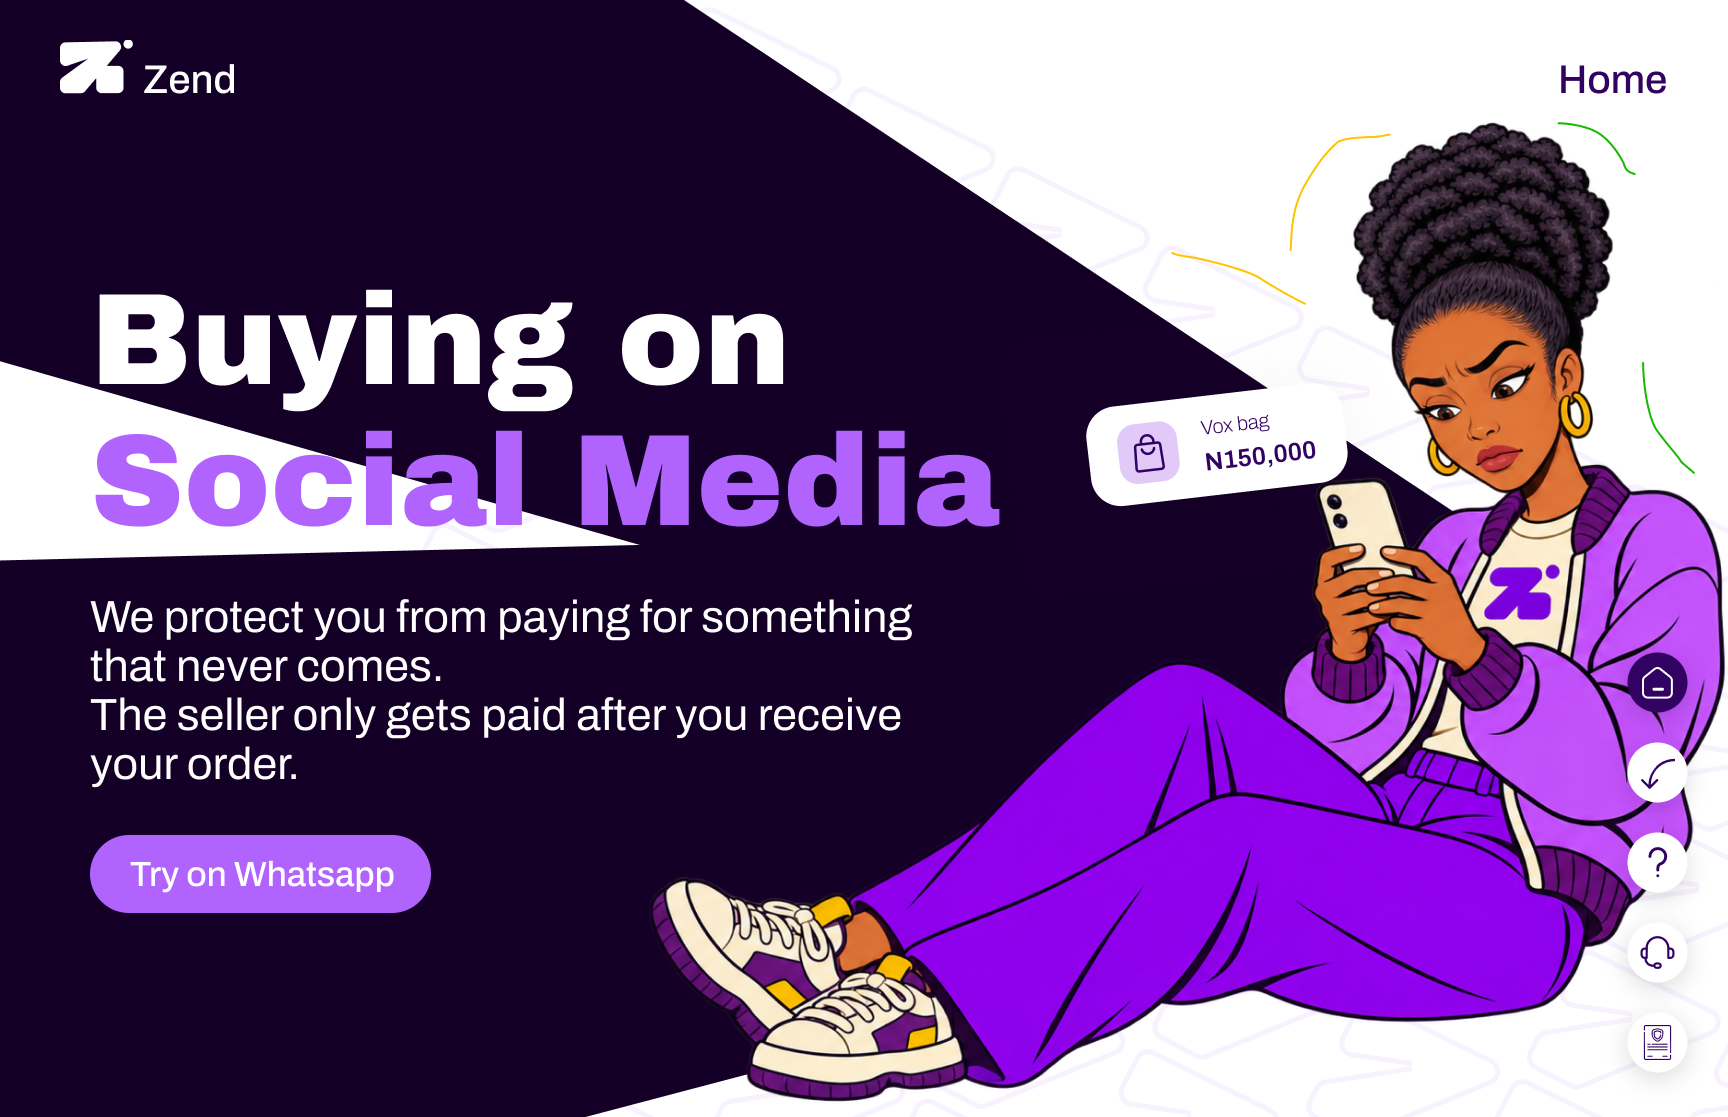 Zend
Home
Buying on
Social Media
Vox bag
N150,000
We protect you from paying for something
that never comes.
The seller only gets paid after you receive
your order.
Try on Whatsapp